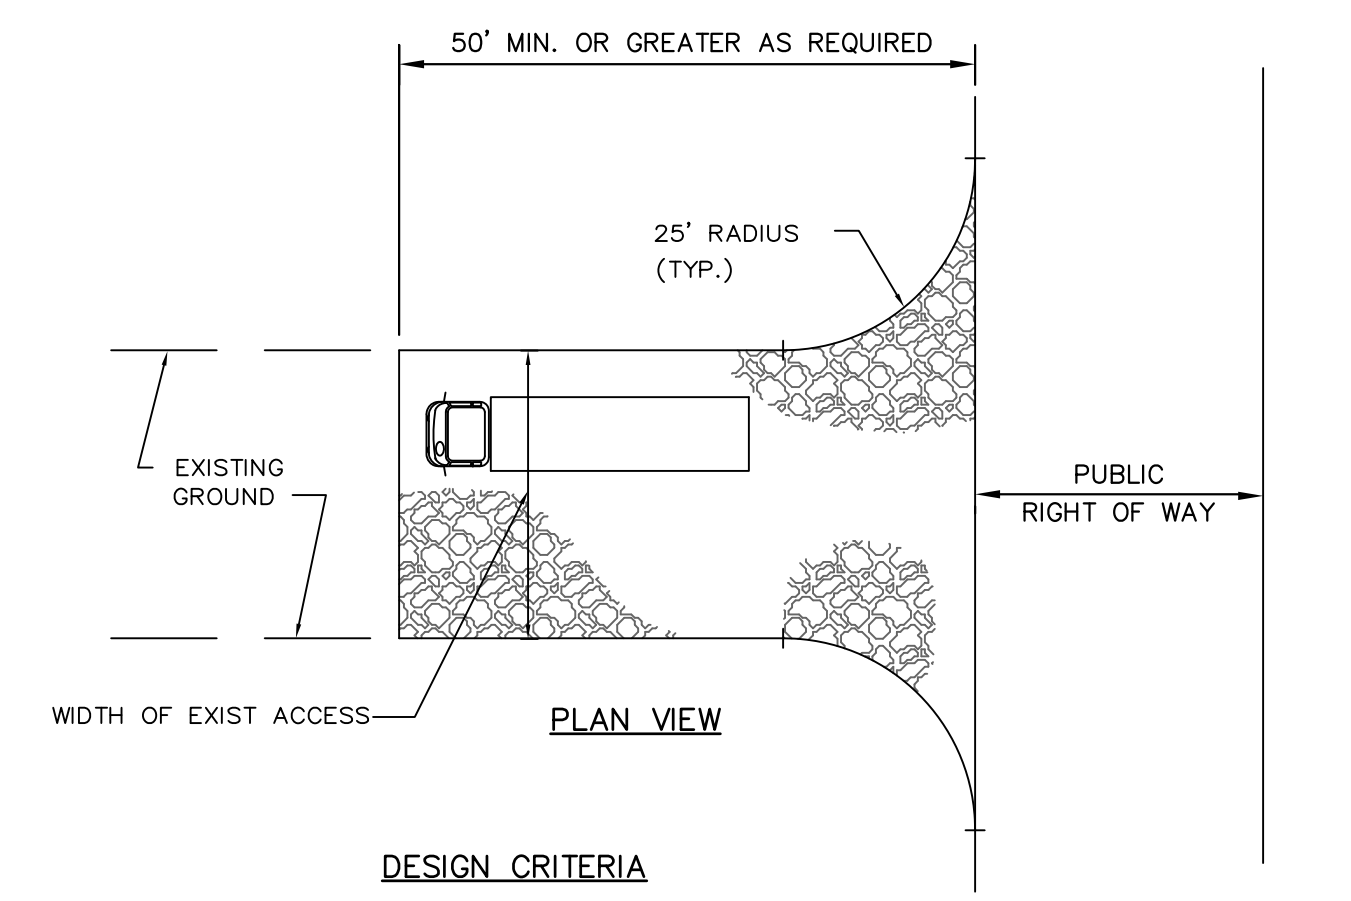 50' MIN. OR GREATER AS REQUIRED
25' RADIUS
(TYP.)
EXISTING
GROUND
PUBLIC
RIGHT OF WAY
WIDTH OF EXIST ACCESS
PLAN VIEW
DESIGN CRITERIA